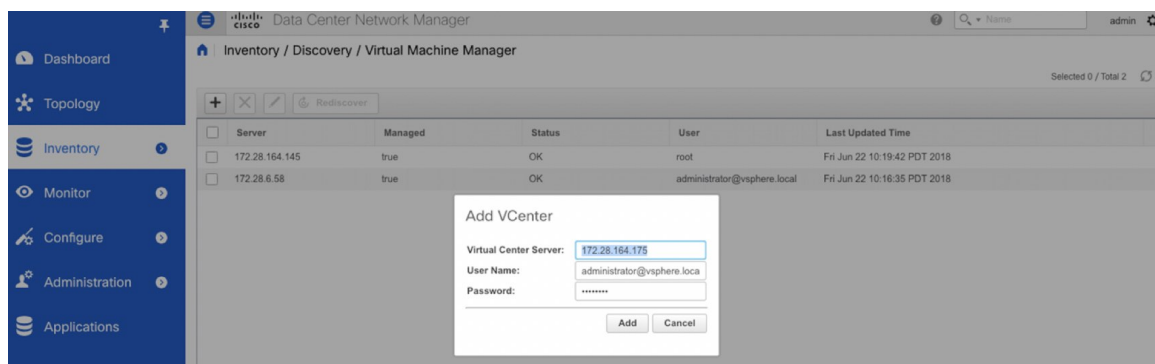 CISCO Data Center Network Manager
Name
admin
Dashboard
Topology
Inventory
Monitor
Configure
Administration
Applications
Inventory / Discovery / Virtual Machine Manager
Selected 0 / Total 2
Rediscover
Server Managed Status User Last Updated Time
172.28.164.145 true OK root Fri Jun 22 10:19:42 PDT 2018
172.28.6.58 true OK administrator@vsphere.local Fri Jun 22 10:16:35 PDT 2018
Add VCenter
Virtual Center Server: 172.28.164.175
User Name: administrator@vsphere.loca
Password: ••••••••
Add Cancel